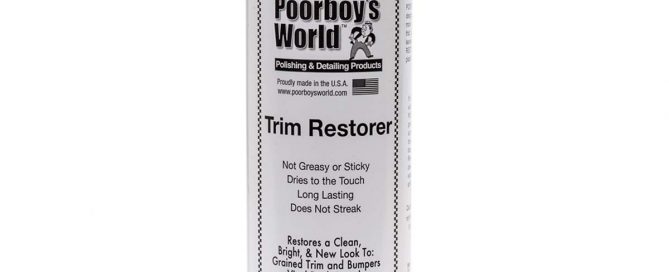 Poorboy's
World™
Polishing & Detailing Products
Proudly made in the U.S.A.
www.poorboysworld.com
Trim Restorer
Not Greasy or Sticky
Dries to the Touch
Long Lasting
Does Not Streak
Restores a Clean,
Bright, & New Look To:
Grained Trim and Bumpers